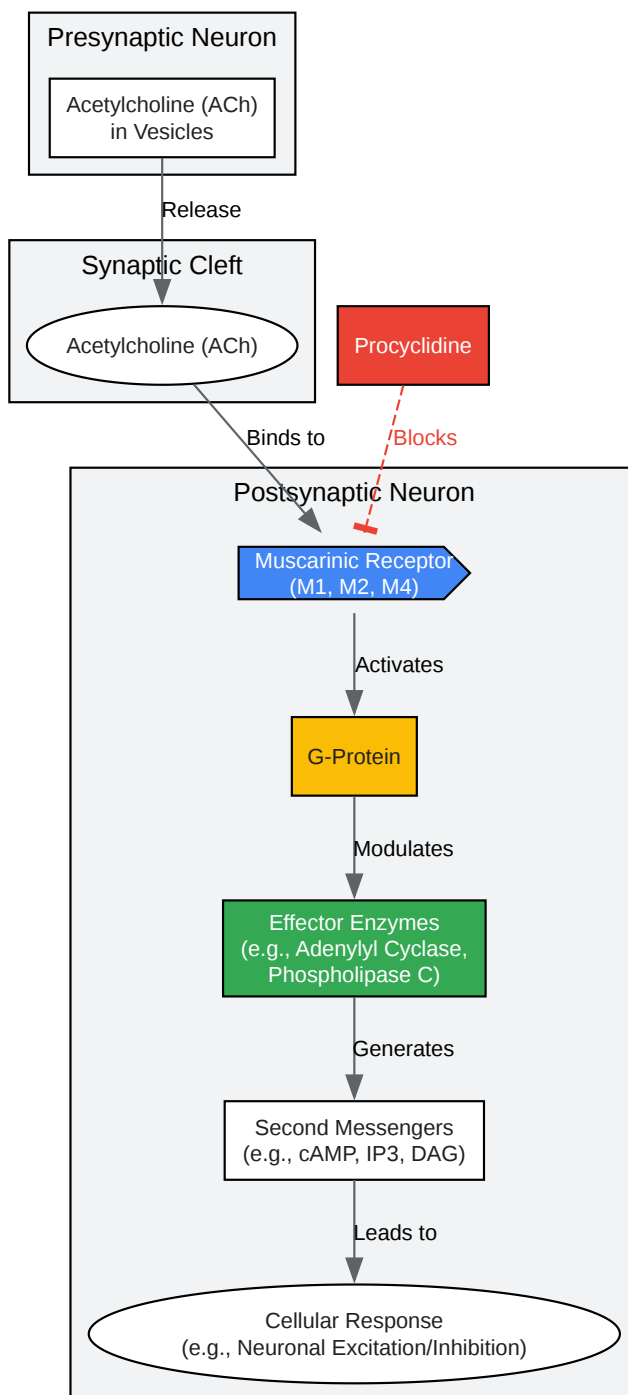 Presynaptic Neuron
Acetylcholine (ACh)
in Vesicles
Release
Synaptic Cleft
Acetylcholine (ACh)
Procyclidine
Binds to
Blocks
Postsynaptic Neuron
Muscarinic Receptor
(M1, M2, M4)
Activates
G-Protein
Modulates
Effector Enzymes
(e.g., Adenylyl Cyclase,
Phospholipase C)
Generates
Second Messengers
(e.g., cAMP, IP3, DAG)
Leads to
Cellular Response
(e.g., Neuronal Excitation/Inhibition)